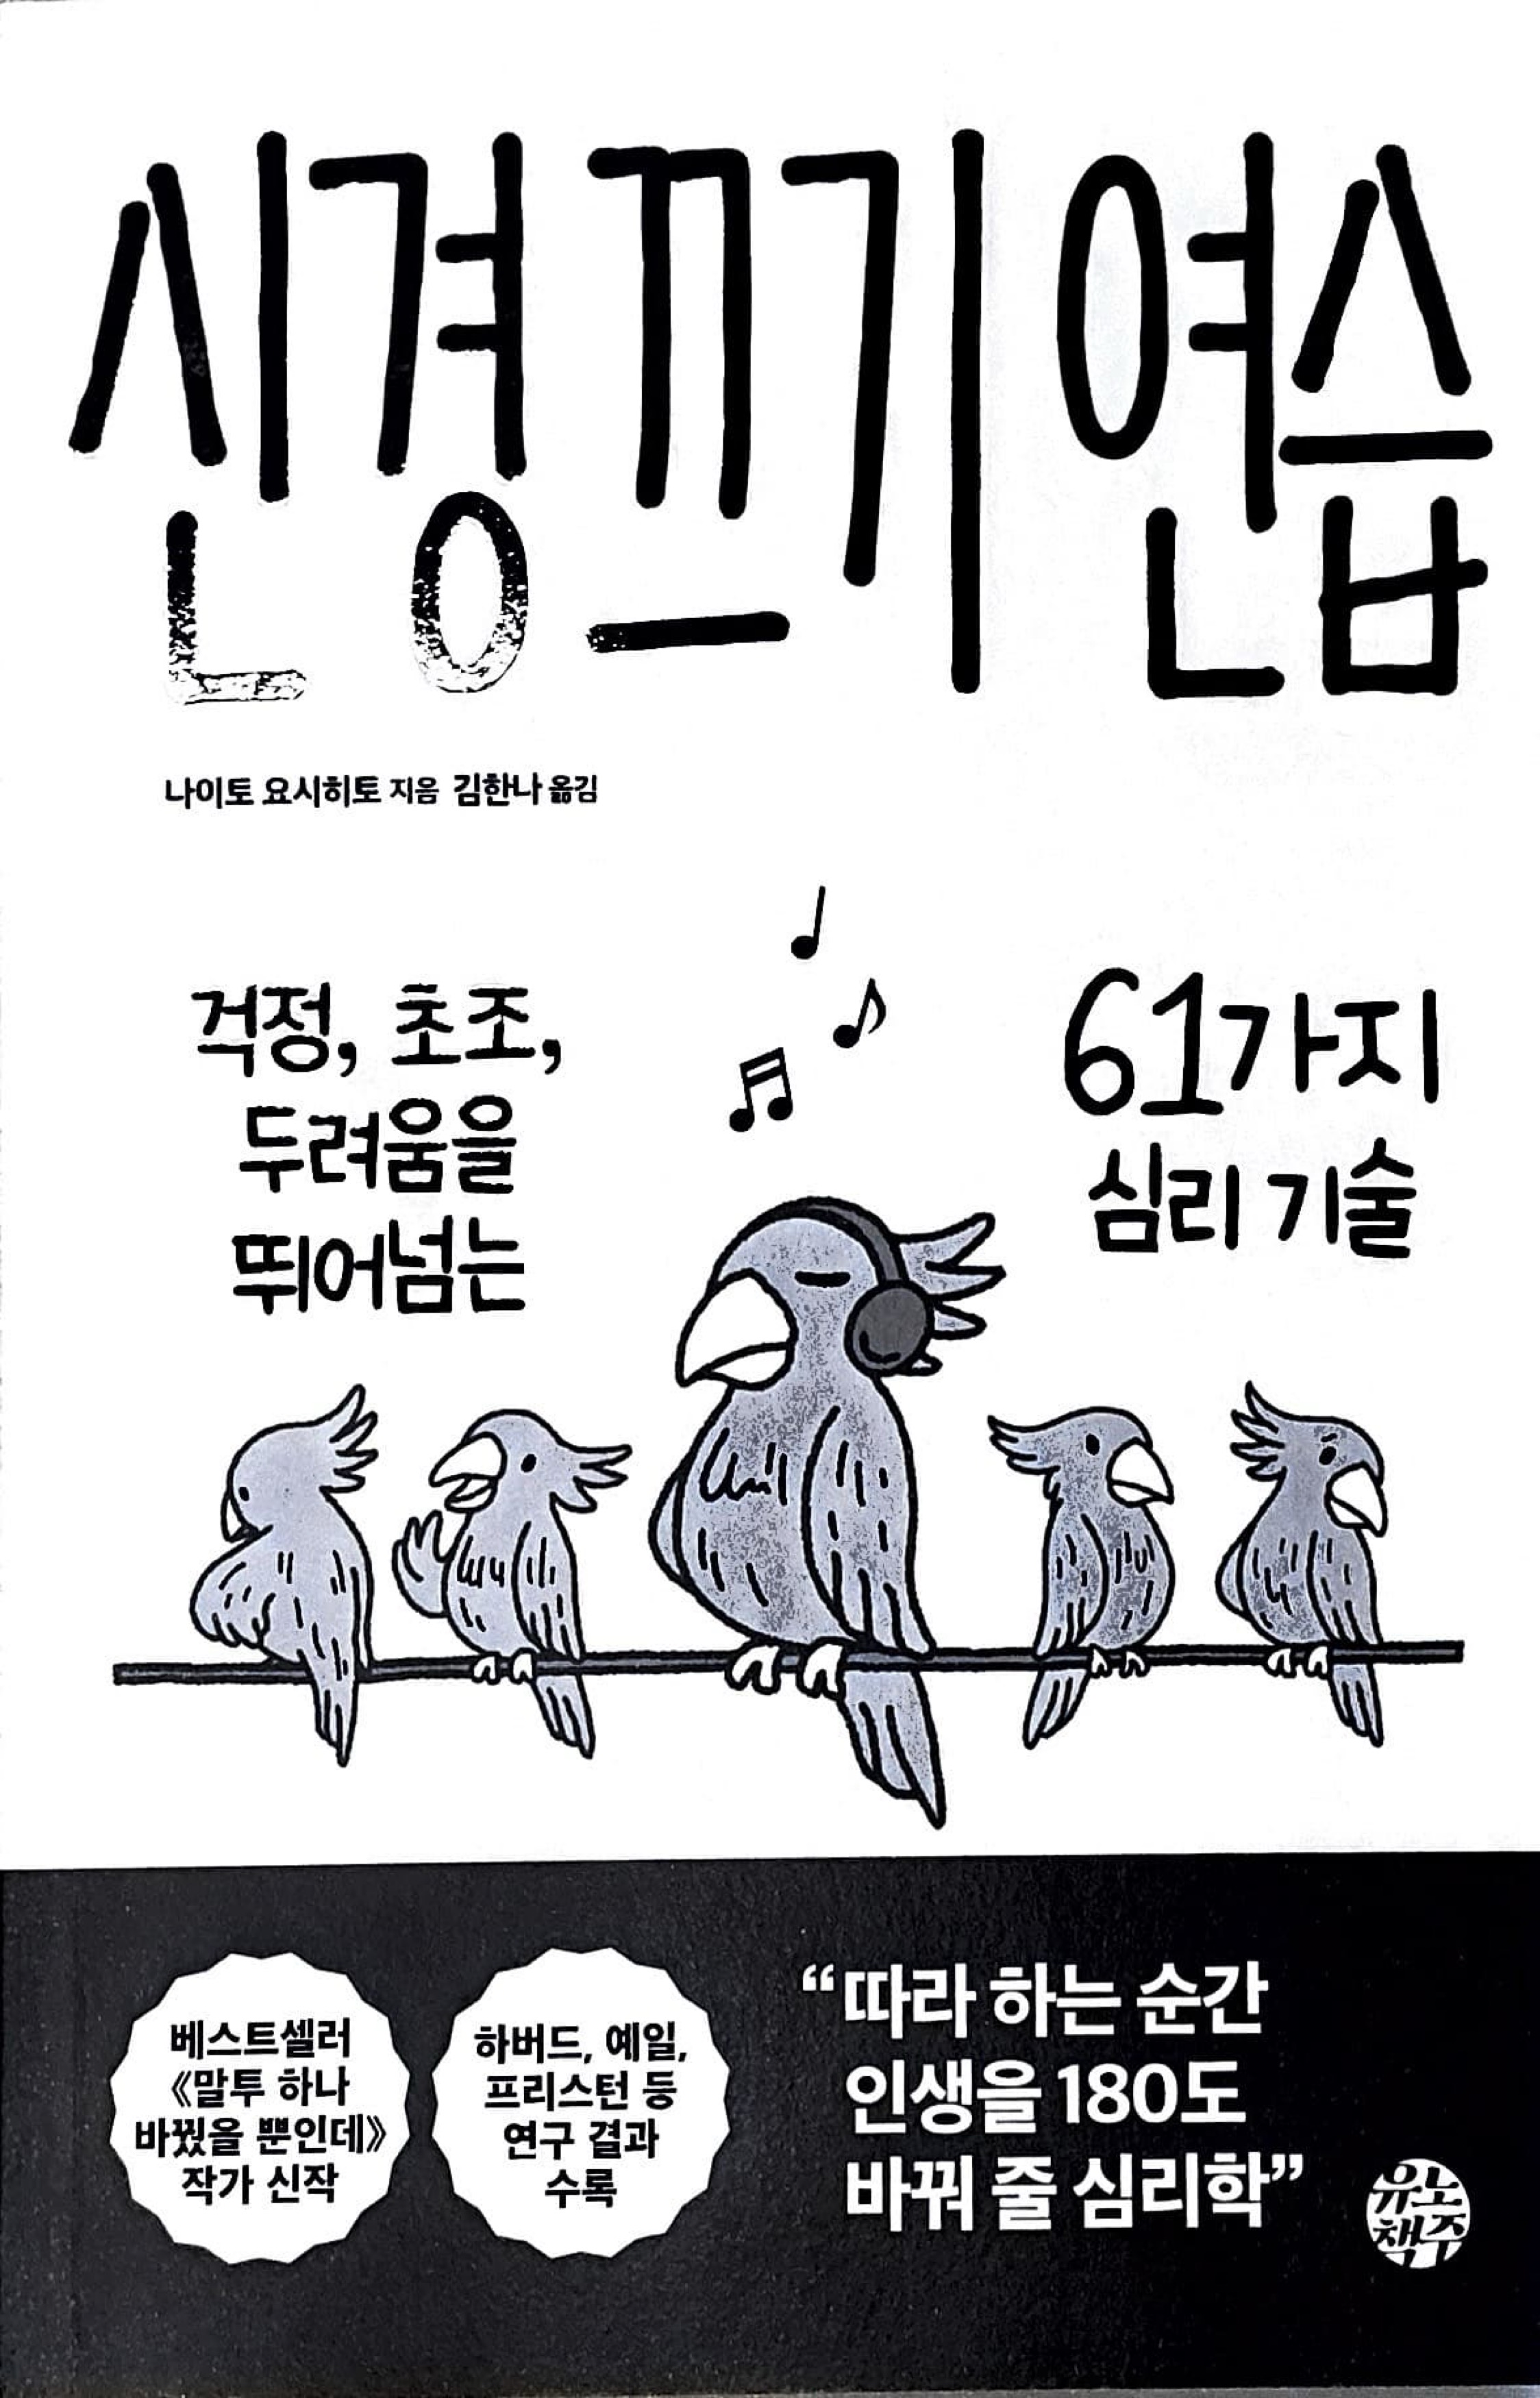 신경 끄기 연습
나이토 요시히토 지음 김한나 옮김
걱정, 초조,
두려움을
뛰어넘는
61가지
심리 기술
베스트셀러
《말투 하나
바꿨을 뿐인데》
작가 신작
하버드, 예일,
프리스턴 등
연구 결과
수록
“따라 하는 순간
인생을 180도
바꿔 줄 심리학”
유노
책주